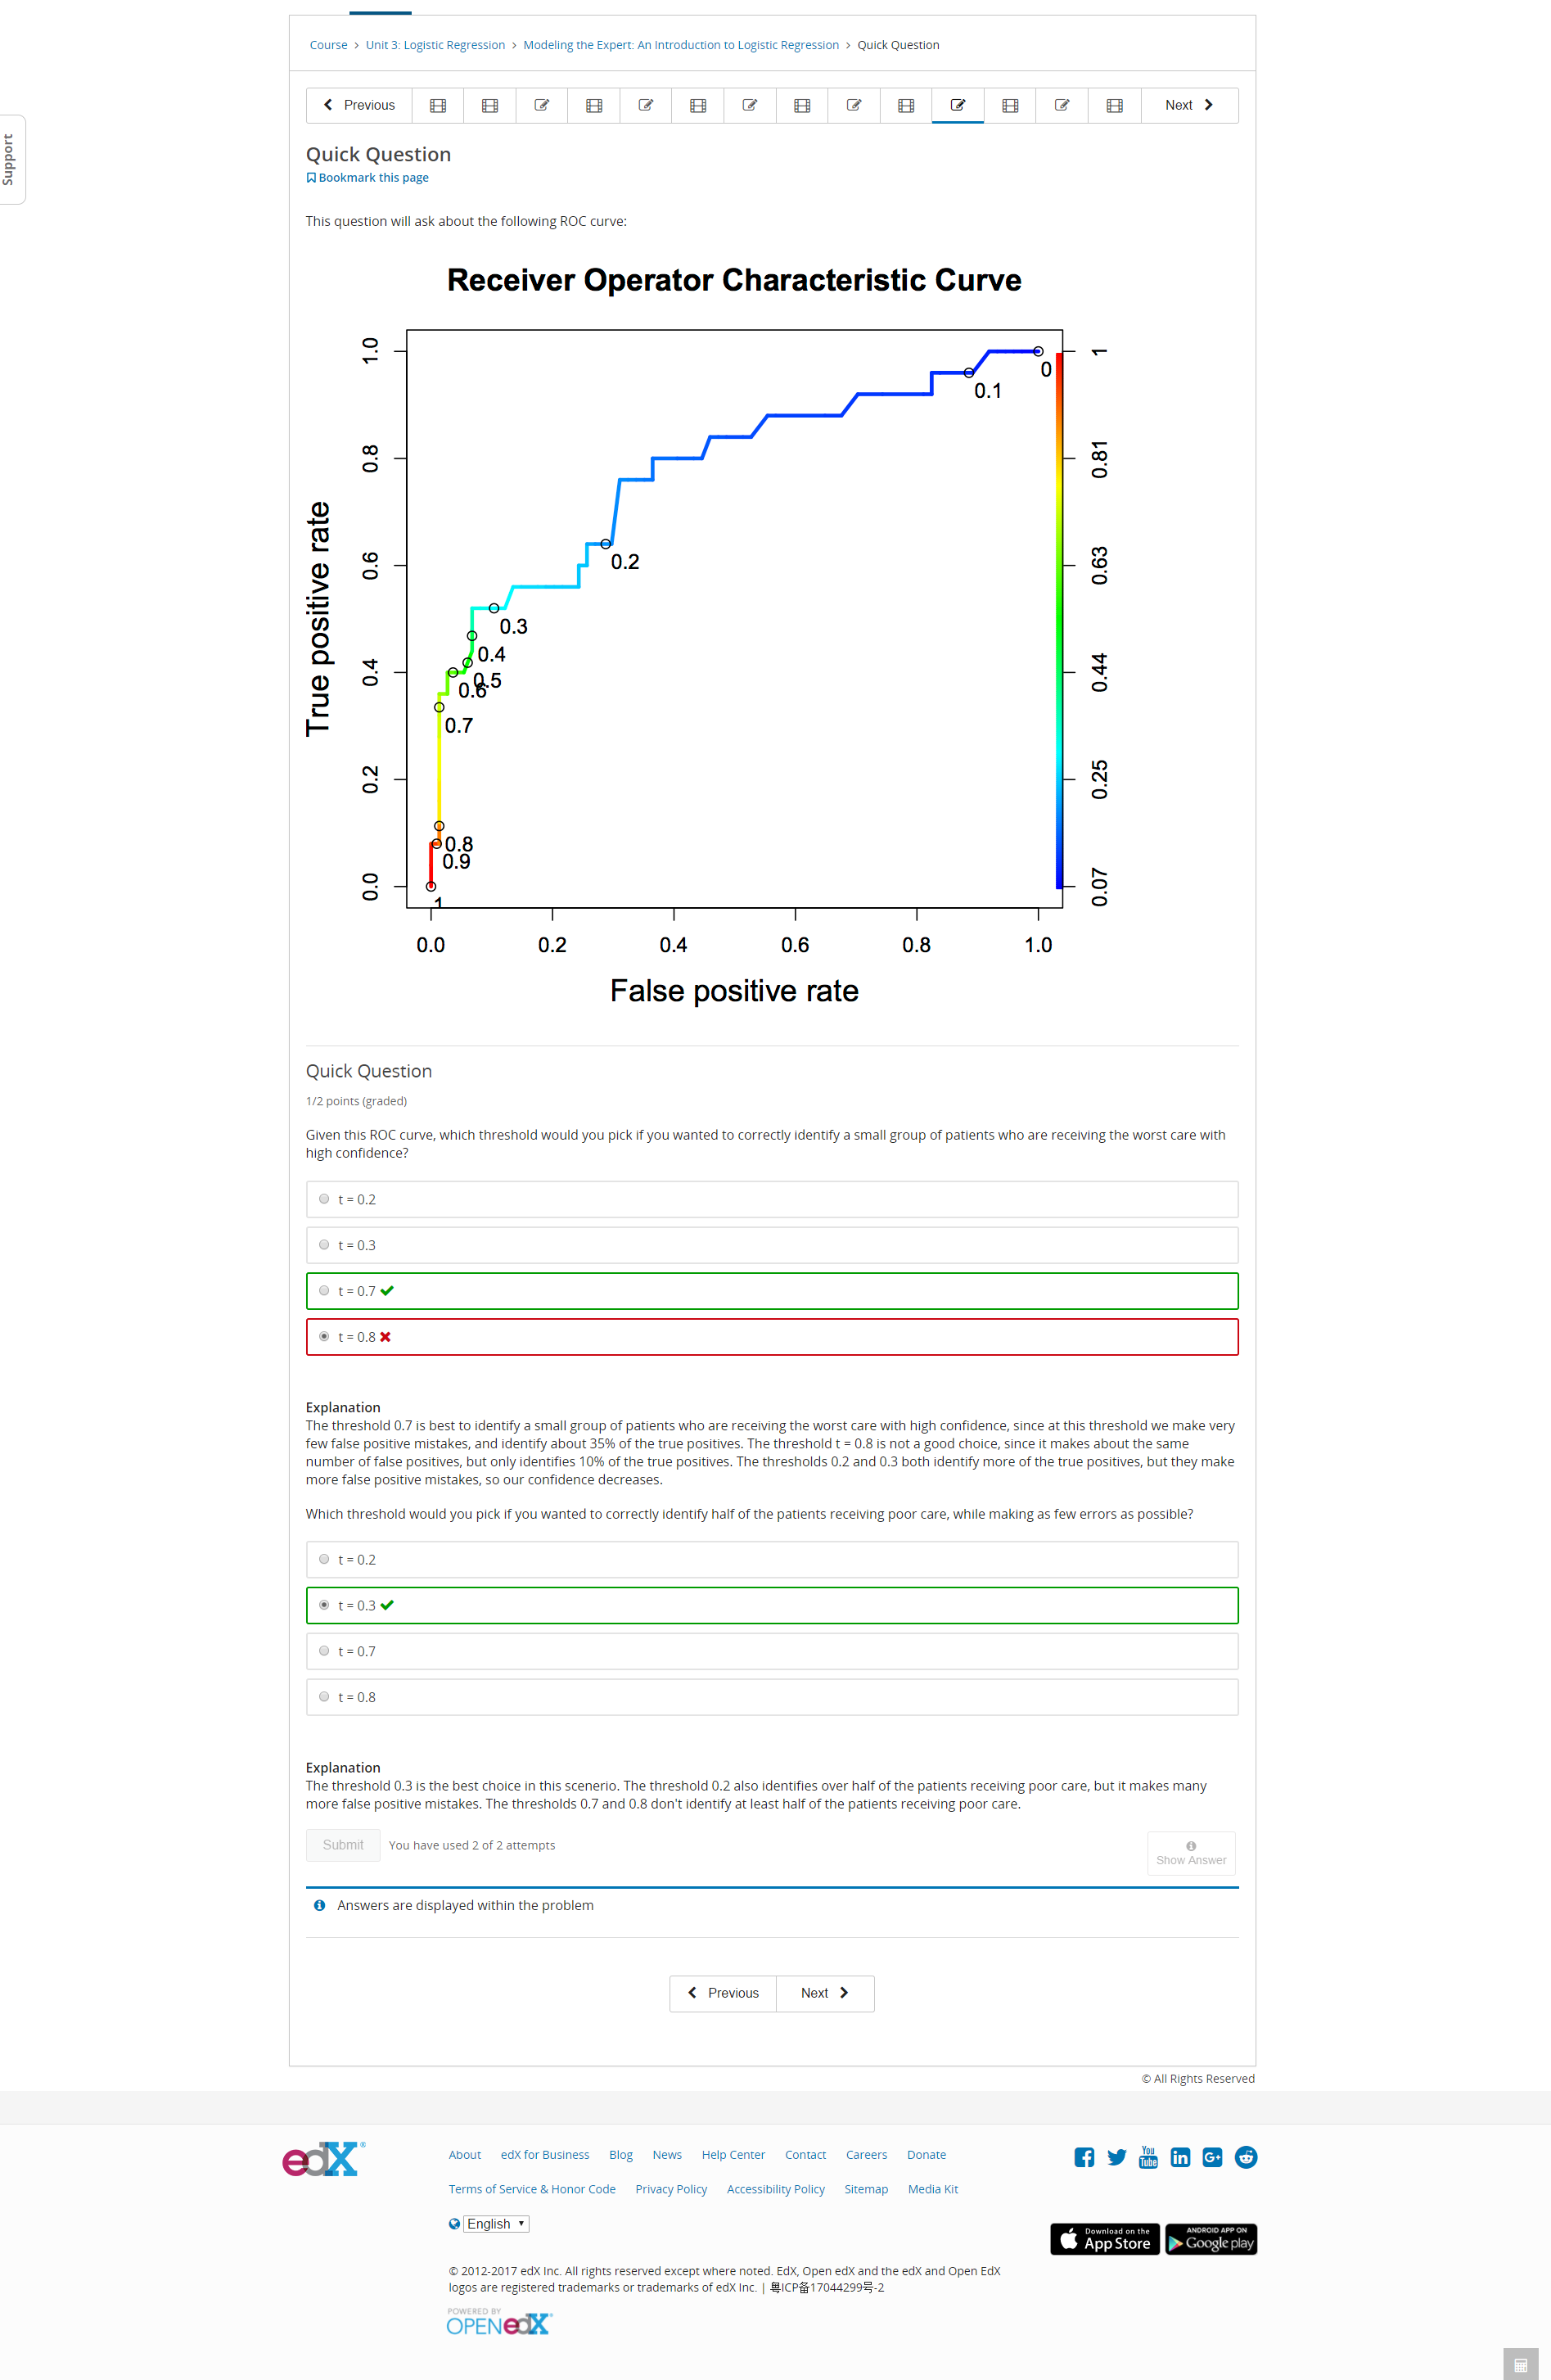 Support
Course > Unit 3: Logistic Regression > Modeling the Expert: An Introduction to Logistic Regression > Quick Question
Previous
Next
Quick Question
Bookmark this page
This question will ask about the following ROC curve:
Receiver Operator Characteristic Curve
True positive rate
0.0
0.2
0.4
0.6
0.8
1.0
0
0.1
0.2
0.3
0.4
0.5
0.6
0.7
0.8
0.9
1
1
0.81
0.63
0.44
0.25
0.07
0.0 0.2 0.4 0.6 0.8 1.0
False positive rate
Quick Question
1/2 points (graded)
Given this ROC curve, which threshold would you pick if you wanted to correctly identify a small group of patients who are receiving the worst care with
high confidence?
t = 0.2
t = 0.3
t = 0.7
t = 0.8
Explanation
The threshold 0.7 is best to identify a small group of patients who are receiving the worst care with high confidence, since at this threshold we make very
few false positive mistakes, and identify about 35% of the true positives. The threshold t = 0.8 is not a good choice, since it makes about the same
number of false positives, but only identifies 10% of the true positives. The thresholds 0.2 and 0.3 both identify more of the true positives, but they make
more false positive mistakes, so our confidence decreases.
Which threshold would you pick if you wanted to correctly identify half of the patients receiving poor care, while making as few errors as possible?
t = 0.2
t = 0.3
t = 0.7
t = 0.8
Explanation
The threshold 0.3 is the best choice in this scenerio. The threshold 0.2 also identifies over half of the patients receiving poor care, but it makes many
more false positive mistakes. The thresholds 0.7 and 0.8 don't identify at least half of the patients receiving poor care.
Submit
You have used 2 of 2 attempts
Show Answer
Answers are displayed within the problem
Previous
Next
© All Rights Reserved
edX®
About edX for Business Blog News Help Center Contact Careers Donate
You Tube in G+
Terms of Service & Honor Code Privacy Policy Accessibility Policy Sitemap Media Kit
English
Download on the
App Store
ANDROID APP ON
Google play
© 2012-2017 edX Inc. All rights reserved except where noted. EdX, Open edX and the edX and Open EdX
logos are registered trademarks or trademarks of edX Inc. | 粤ICP备17044299号-2
POWERED BY
OPEN edX®